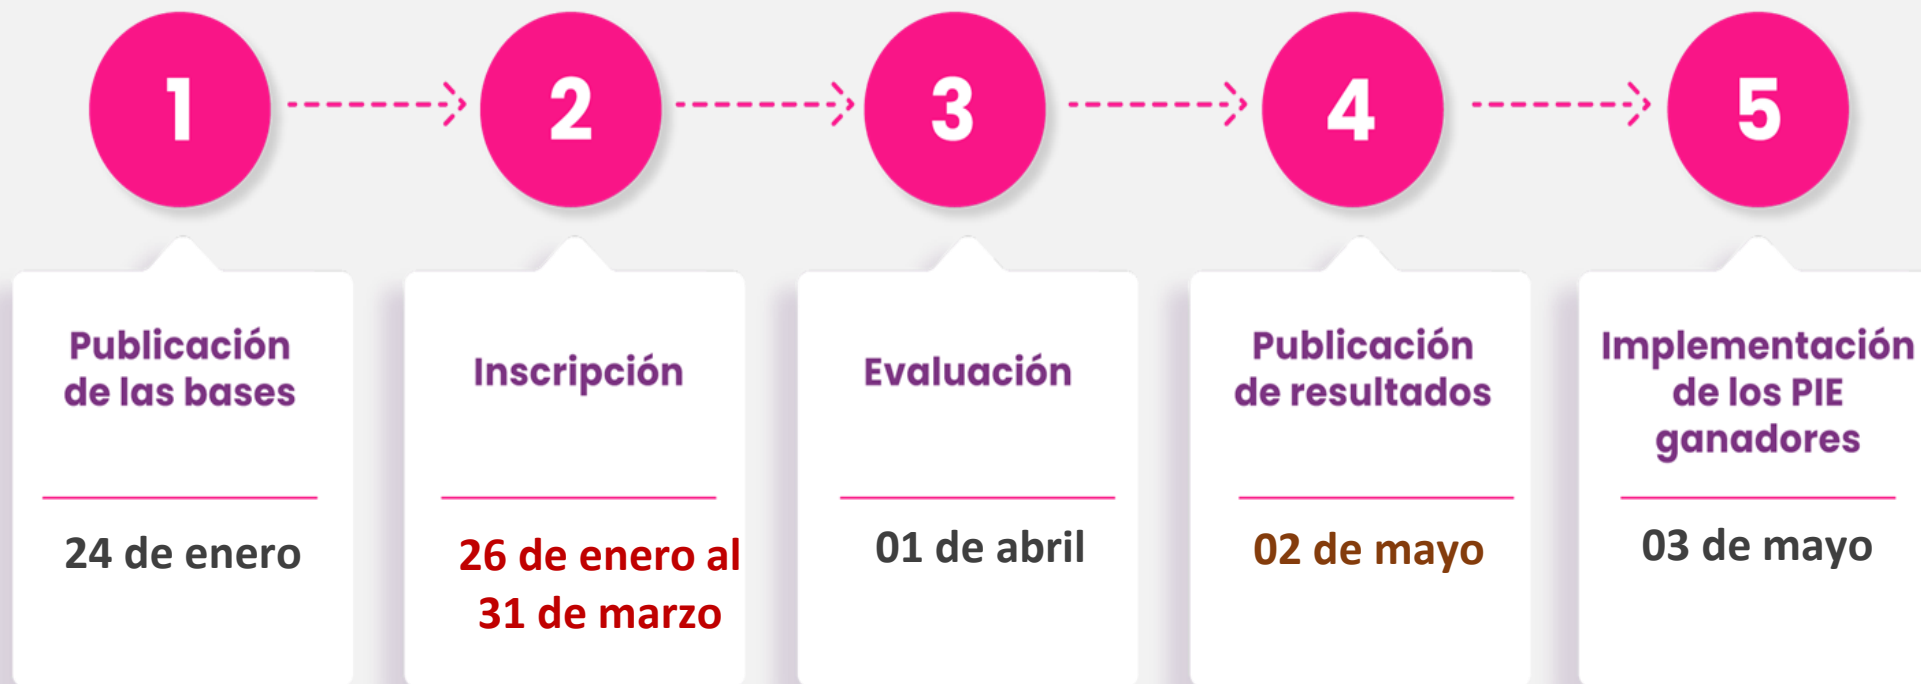 1
2
3
4
5
Publicación
de las bases
24 de enero
Inscripción
26 de enero al
31 de marzo
Evaluación
01 de abril
Publicación
de resultados
02 de mayo
Implementación
de los PIE
ganadores
03 de mayo